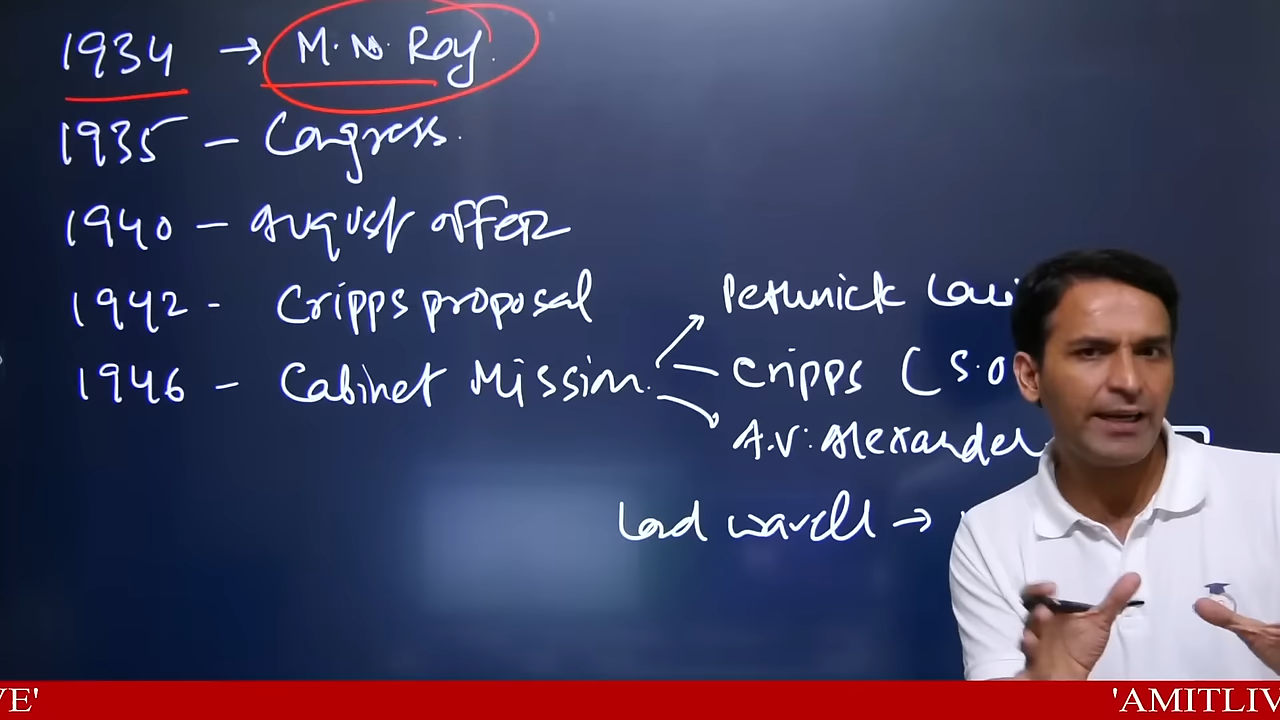 1934 → M.N. Roy.
1935 - Congress.
1940 - August offer
1942 - Cripps proposal
Pethwick
1946 - Cabinet Mission.
Cripps (S.O
A.V. Alexander
Lord wavell →
VE'
'AMITLIV